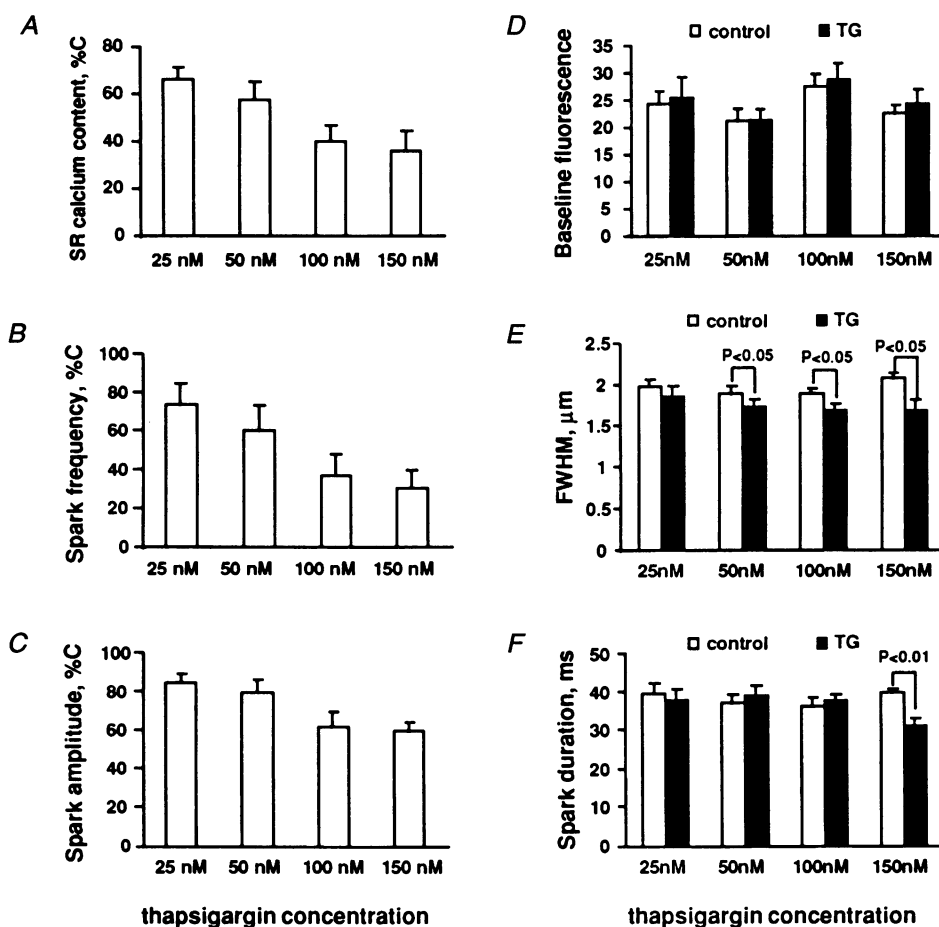 A
SR calcium content, %C
80
60
40
20
0
25 nM 50 nM 100 nM 150 nM
B
Spark frequency, %C
100
80
60
40
20
0
25 nM 50 nM 100 nM 150 nM
C
Spark amplitude, %C
100
80
60
40
20
0
25 nM 50 nM 100 nM 150 nM
thapsigargin concentration
D
control TG
Baseline fluorescence
35
30
25
20
15
10
5
0
25nM 50nM 100nM 150nM
E
control TG
P<0.05 P<0.05 P<0.05
FWHM, μm
2.5
2
1.5
1
0.5
0
25nM 50nM 100nM 150nM
F
control TG
P<0.01
Spark duration, ms
50
40
30
20
10
0
25nM 50nM 100nM 150nM
thapsigargin concentration